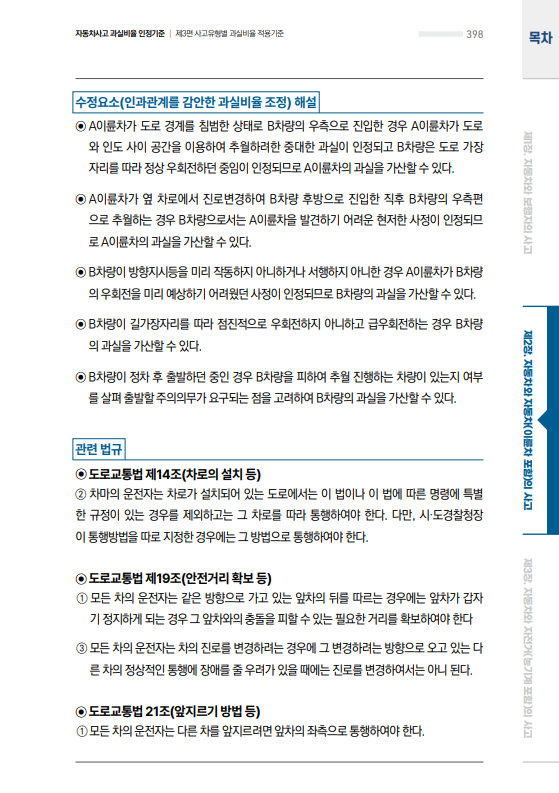 자동차사고 과실비율 인정기준 | 제3편 사고유형별 과실비율 적용기준
398
목차
수정요소(인과관계를 감안한 과실비율 조정) 해설
◉ A이륜차가 도로 경계를 침범한 상태로 B차량의 우측으로 진입한 경우 A이륜차가 도로
와 인도 사이 공간을 이용하여 추월하려한 중대한 과실이 인정되고 B차량은 도로 가장
자리를 따라 정상 우회전하던 중임이 인정되므로 A이륜차의 과실을 가산할 수 있다.
◉ A이륜차가 옆 차로에서 진로변경하여 B차량 후방으로 진입한 직후 B차량의 우측편
으로 추월하는 경우 B차량으로서는 A이륜차을 발견하기 어려운 현저한 사정이 인정되므
로 A이륜차의 과실을 가산할 수 있다.
◉ B차량이 방향지시등을 미리 작동하지 아니하거나 서행하지 아니한 경우 A이륜차가 B차량
의 우회전을 미리 예상하기 어려웠던 사정이 인정되므로 B차량의 과실을 가산할 수 있다.
◉ B차량이 길가장자리를 따라 점진적으로 우회전하지 아니하고 급우회전하는 경우 B차량
의 과실을 가산할 수 있다.
◉ B차량이 정차 후 출발하던 중인 경우 B차량을 피하여 추월 진행하는 차량이 있는지 여부
를 살펴 출발할 주의의무가 요구되는 점을 고려하여 B차량의 과실을 가산할 수 있다.
관련 법규
◉ 도로교통법 제14조(차로의 설치 등)
② 차마의 운전자는 차로가 설치되어 있는 도로에서는 이 법이나 이 법에 따른 명령에 특별
한 규정이 있는 경우를 제외하고는 그 차로를 따라 통행하여야 한다. 다만, 시·도경찰청장
이 통행방법을 따로 지정한 경우에는 그 방법으로 통행하여야 한다.
◉ 도로교통법 제19조(안전거리 확보 등)
① 모든 차의 운전자는 같은 방향으로 가고 있는 앞차의 뒤를 따르는 경우에는 앞차가 갑자
기 정지하게 되는 경우 그 앞차와의 충돌을 피할 수 있는 필요한 거리를 확보하여야 한다
③ 모든 차의 운전자는 차의 진로를 변경하려는 경우에 그 변경하려는 방향으로 오고 있는 다
른 차의 정상적인 통행에 장애를 줄 우려가 있을 때에는 진로를 변경하여서는 아니 된다.
◉ 도로교통법 21조(앞지르기 방법 등)
① 모든 차의 운전자는 다른 차를 앞지르려면 앞차의 좌측으로 통행하여야 한다.
제1장. 자동차와 보행자의 사고
제2장. 자동차와 자동차(이륜차 포함)의 사고
제3장. 자동차와 자전거(농기계 포함)의 사고